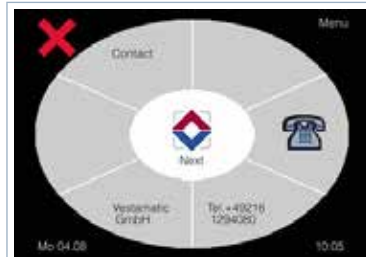 Menu
Contact
Next
Vestamatic
GmbH
Tel.+49216
1294080
Mo 04.08
10:05